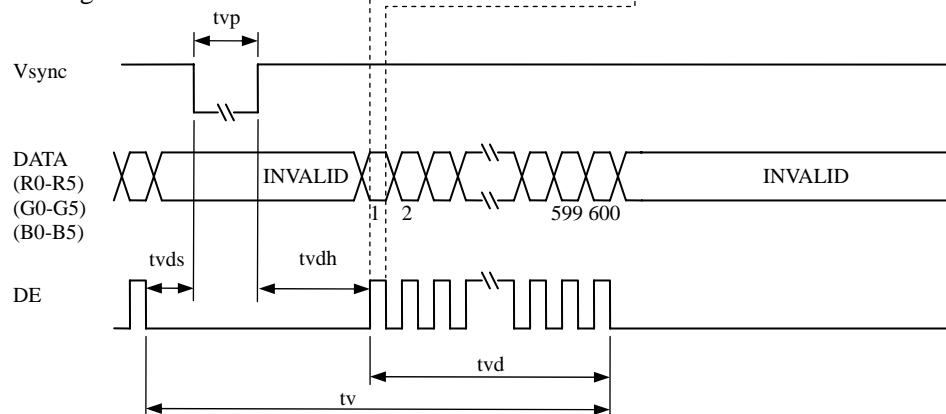 tvp
Vsync
DATA
(R0-R5)
(G0-G5)
(B0-B5)
INVALID
INVALID
1 2 599 600
tvds
tvdh
DE
tvd
tv